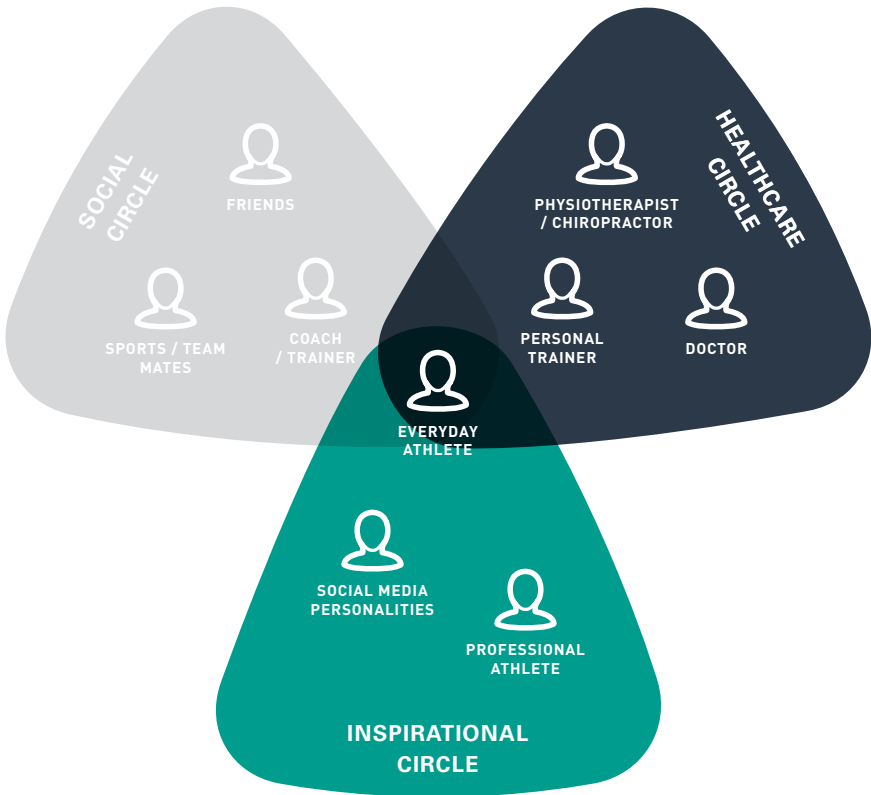 SOCIAL
CIRCLE
FRIENDS
SPORTS / TEAM
MATES
COACH
/ TRAINER
HEALTHCARE
CIRCLE
PHYSIOTHERAPIST
/ CHIROPRACTOR
PERSONAL
TRAINER
DOCTOR
EVERYDAY
ATHLETE
SOCIAL MEDIA
PERSONALITIES
PROFESSIONAL
ATHLETE
INSPIRATIONAL
CIRCLE